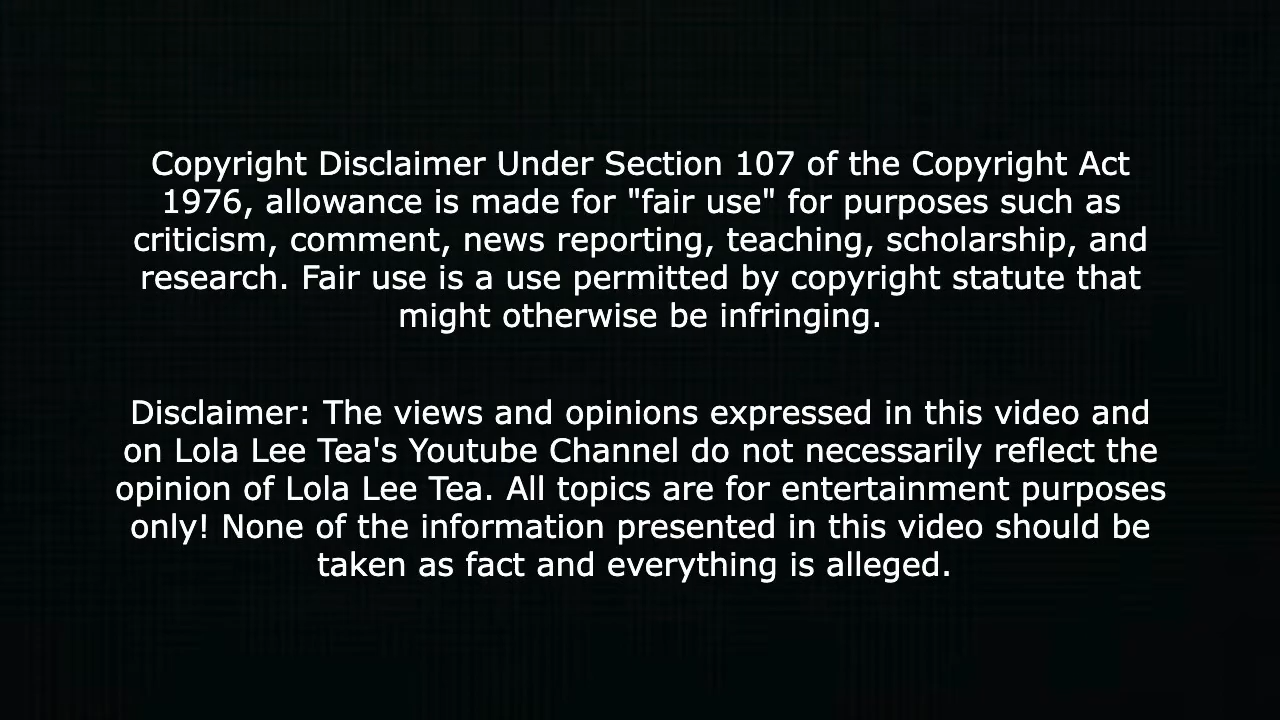 Copyright Disclaimer Under Section 107 of the Copyright Act
1976, allowance is made for "fair use" for purposes such as
criticism, comment, news reporting, teaching, scholarship, and
research. Fair use is a use permitted by copyright statute that
might otherwise be infringing.
Disclaimer: The views and opinions expressed in this video and
on Lola Lee Tea's Youtube Channel do not necessarily reflect the
opinion of Lola Lee Tea. All topics are for entertainment purposes
only! None of the information presented in this video should be
taken as fact and everything is alleged.